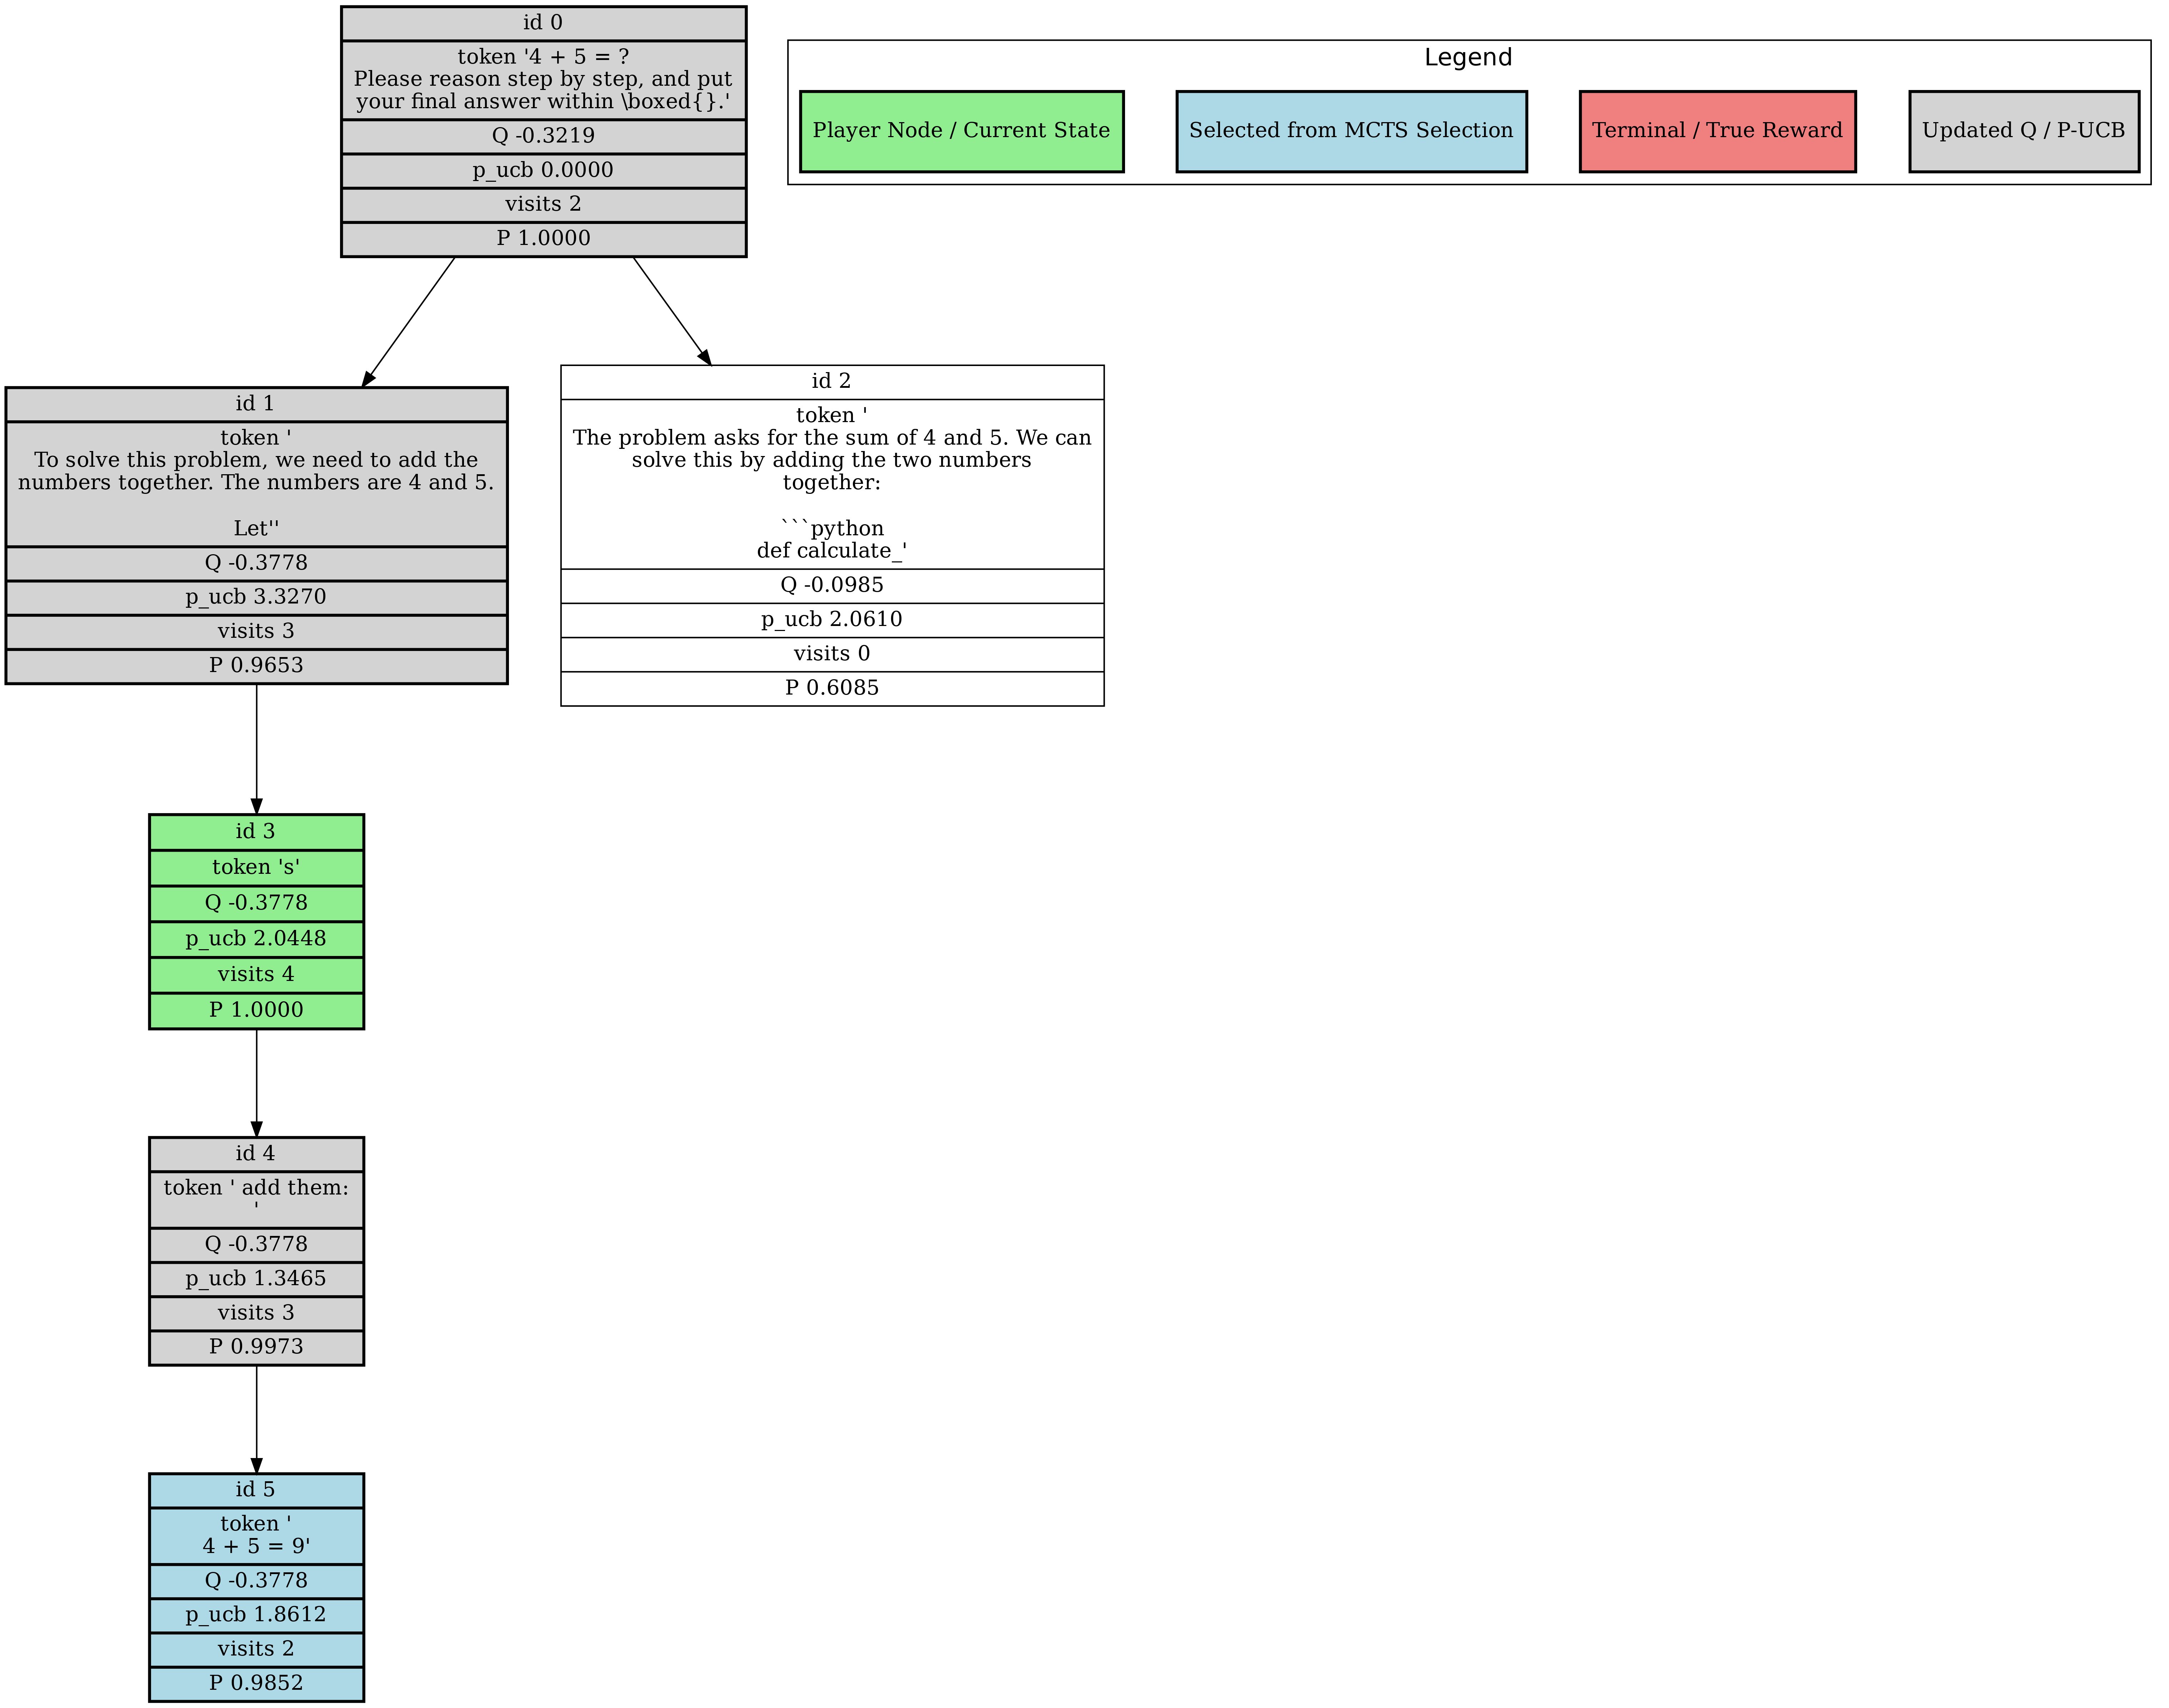 id 0
token '4 + 5 = ?
Please reason step by step, and put
your final answer within \boxed{}.'
Q -0.3219
p_ucb 0.0000
visits 2
P 1.0000
Legend
Player Node / Current State
Selected from MCTS Selection
Terminal / True Reward
Updated Q / P-UCB
id 1
token '
To solve this problem, we need to add the
numbers together. The numbers are 4 and 5.
Let''
Q -0.3778
p_ucb 3.3270
visits 3
P 0.9653
id 2
token '
The problem asks for the sum of 4 and 5. We can
solve this by adding the two numbers
together:
```python
def calculate_'
Q -0.0985
p_ucb 2.0610
visits 0
P 0.6085
id 3
token 's'
Q -0.3778
p_ucb 2.0448
visits 4
P 1.0000
id 4
token ' add them:
'
Q -0.3778
p_ucb 1.3465
visits 3
P 0.9973
id 5
token '
4 + 5 = 9'
Q -0.3778
p_ucb 1.8612
visits 2
P 0.9852